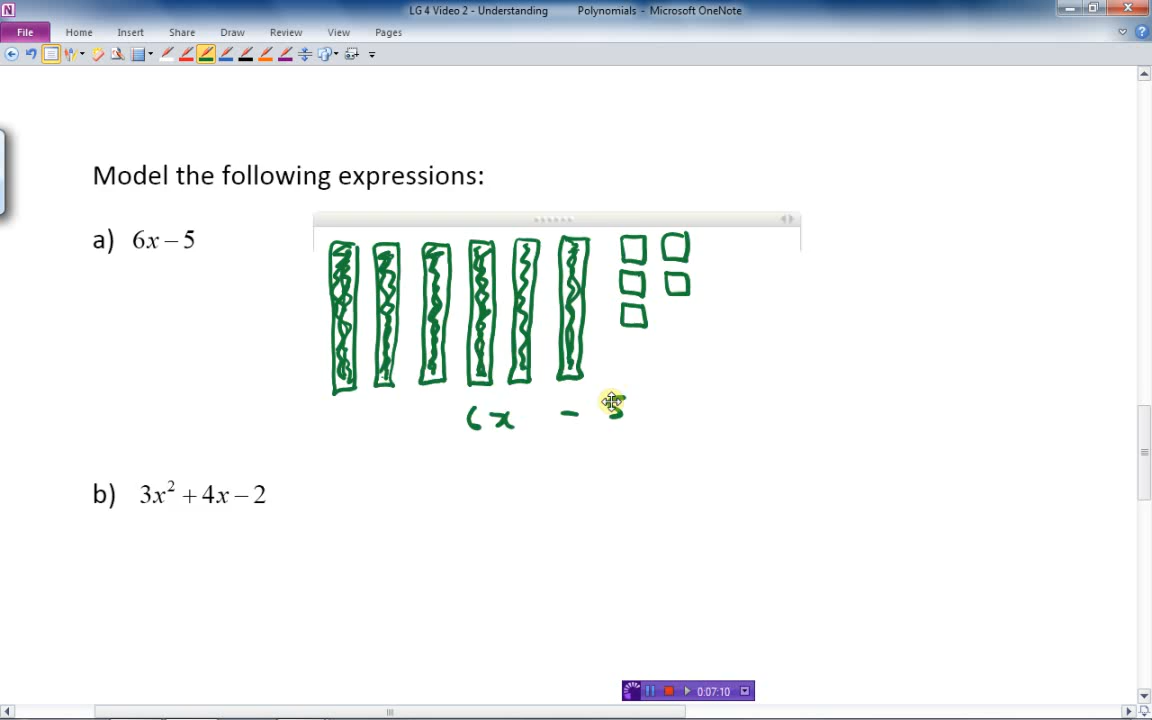 LG 4 Video 2 - Understanding Polynomials - Microsoft OneNote
File Home Insert Share Draw Review View Pages
Model the following expressions:
a) 6x – 5
6x - 5
b) 3x² + 4x – 2
0:07:10